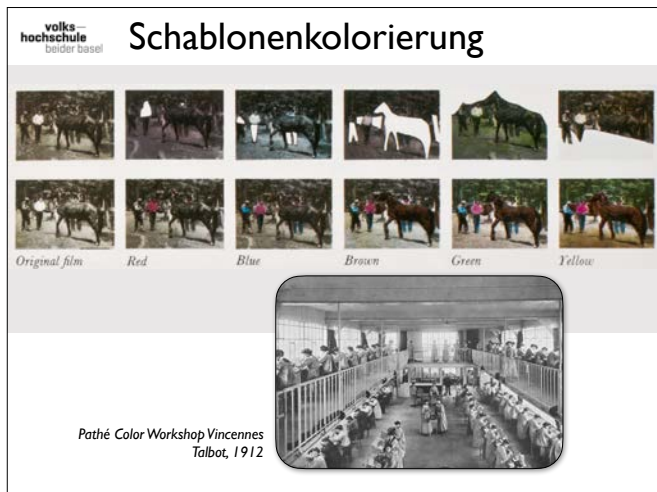 volks–
hochschule
beider basel
Schablonenkolorierung
Original film Red Blue Brown Green Yellow
Pathé Color Workshop Vincennes
Talbot, 1912